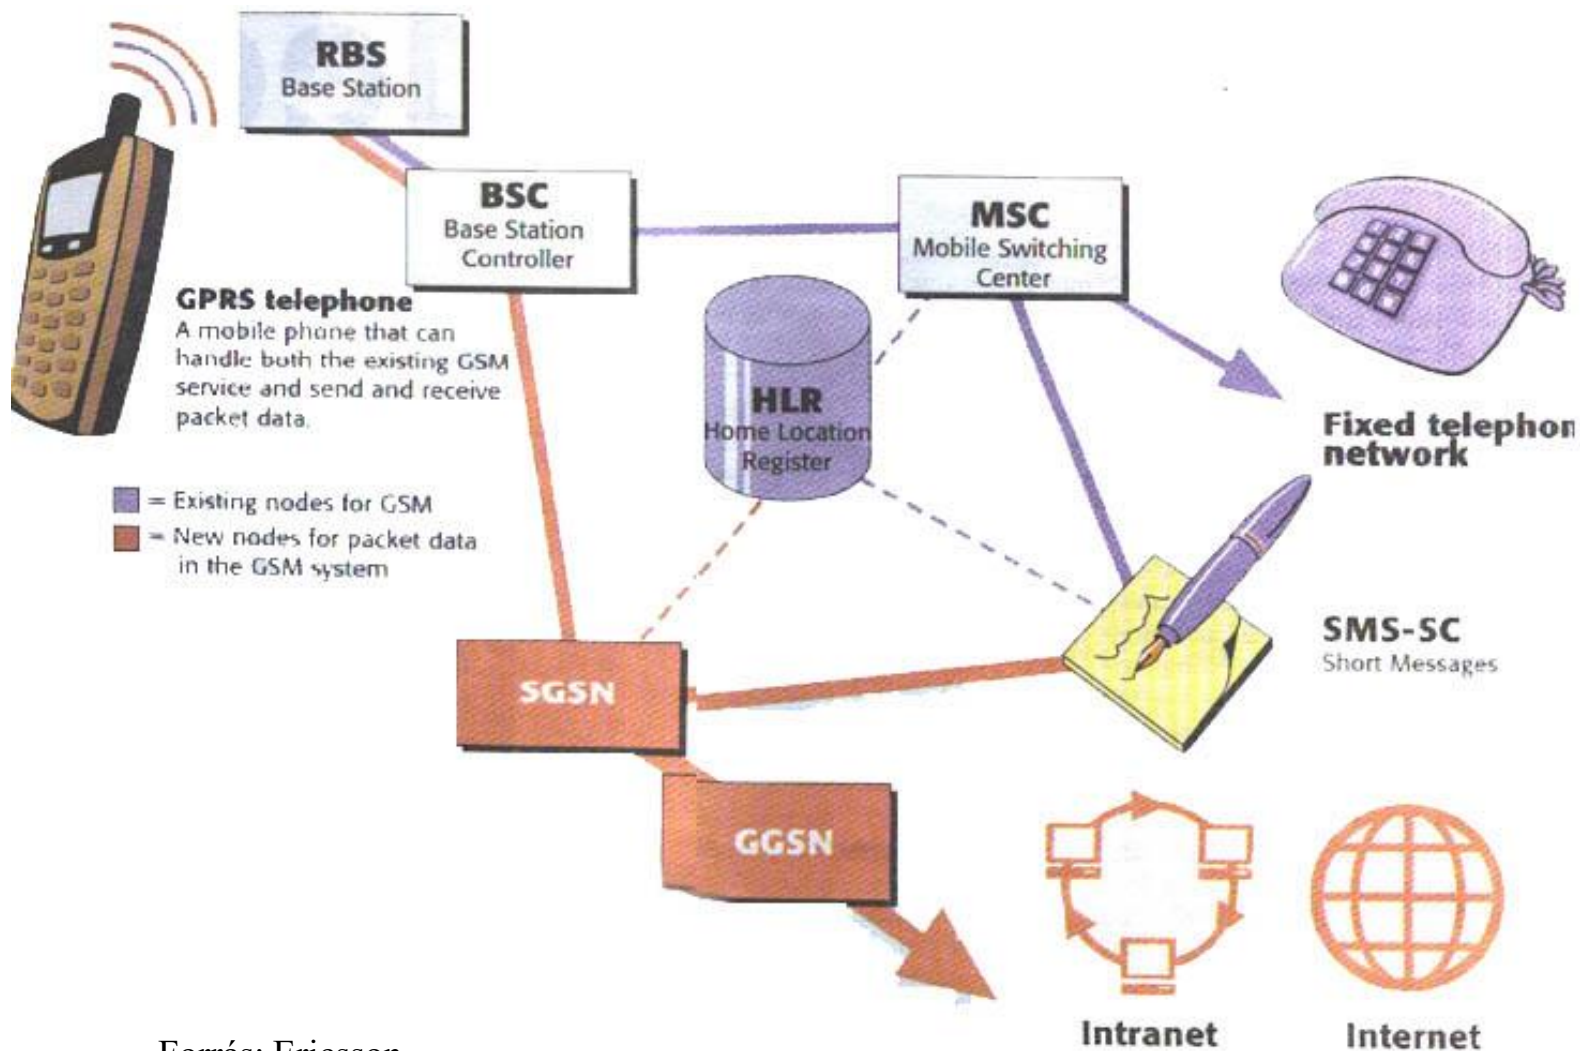 RBS
Base Station
BSC
Base Station
Controller
MSC
Mobile Switching
Center
GPRS telephone
A mobile phone that can
handle both the existing GSM
service and send and receive
packet data.
HLR
Home Location
Register
Fixed telephon
network
= Existing nodes for GSM
= New nodes for packet data
in the GSM system
SMS-SC
Short Messages
SGSN
GGSN
Intranet
Internet
Forrás: Ericsson